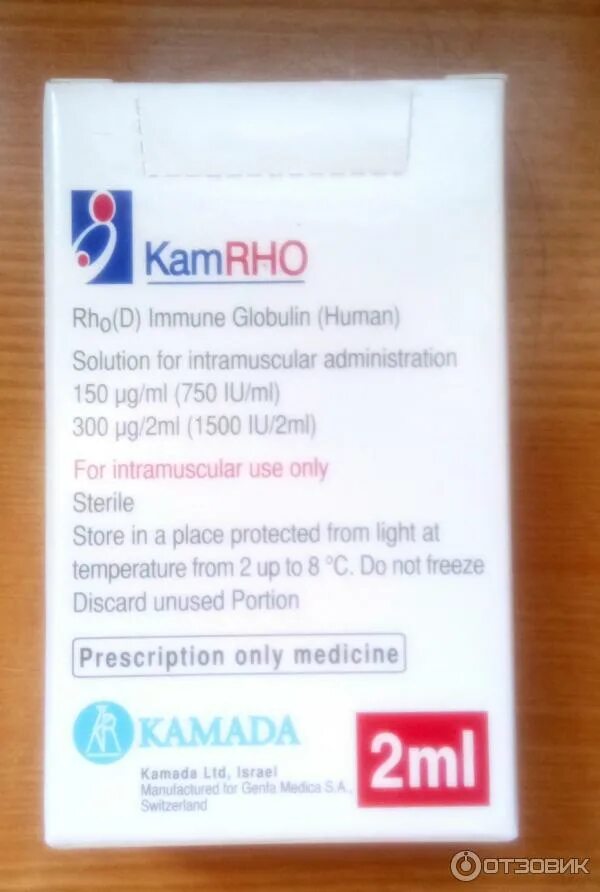 KamRHO
Rho(D) Immune Globulin (Human)
Solution for intramuscular administration
150 µg/ml (750 IU/ml)
300 µg/2ml (1500 IU/2ml)
For intramuscular use only
Sterile
Store in a place protected from light at
temperature from 2 up to 8 °C. Do not freeze
Discard unused Portion
Prescription only medicine
KAMADA
2ml
Kamada Ltd, Israel
Manufactured for Genfa Medica S.A.,
Switzerland
ОТЗОВИК